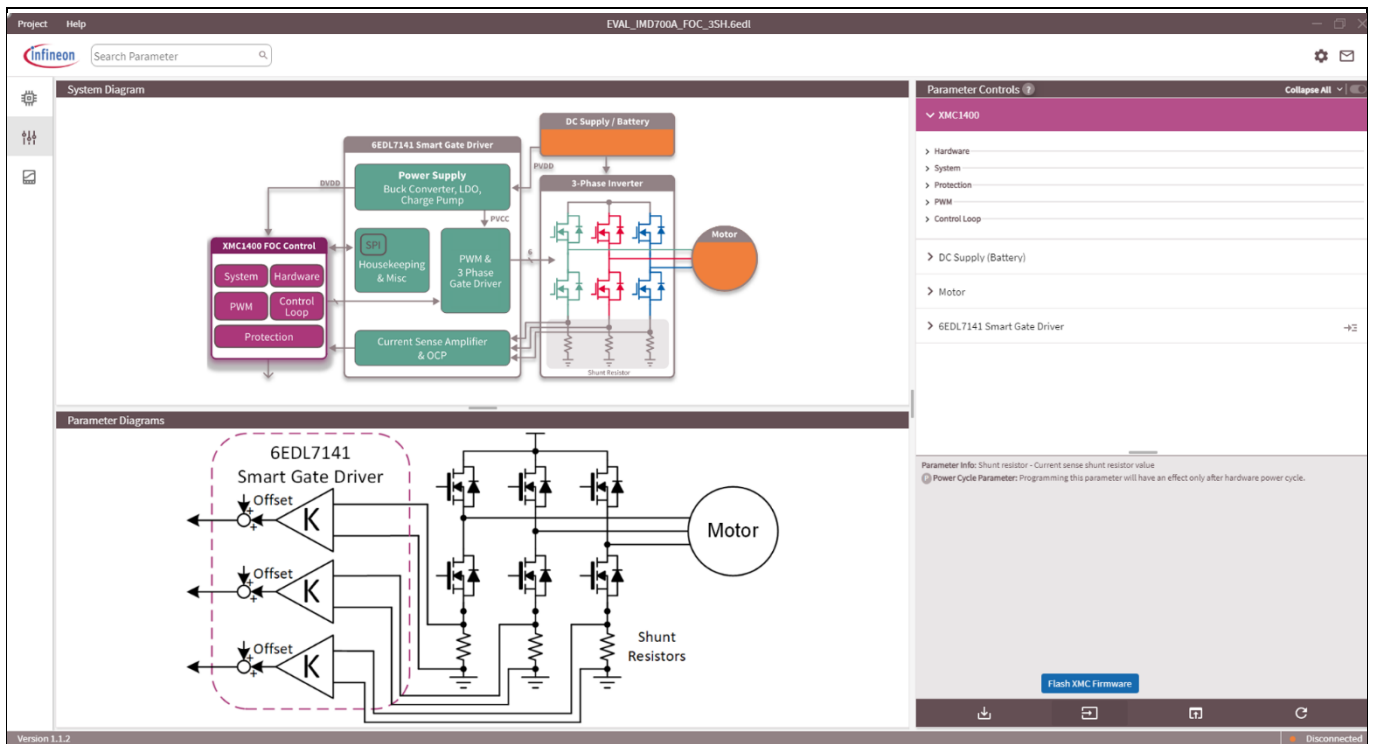 Project Help EVAL_IMD700A_FOC_3SH.6edl
infineon Search Parameter
System Diagram
DC Supply / Battery
6EDL7141 Smart Gate Driver
PVDD
Power Supply
Buck Converter, LDO,
Charge Pump
DVDD
3-Phase Inverter
PVCC
XMC1400 FOC Control
System Hardware
PWM Control
Loop
Protection
SPI
Housekeeping
& Misc
PWM &
3 Phase
Gate Driver
6
Motor
Current Sense Amplifier
& OCP
Shunt Resistor
Parameter Diagrams
6EDL7141
Smart Gate Driver
Offset
+
+
K
Offset
+
+
K
Offset
+
+
K
Motor
Shunt
Resistors
Parameter Controls ? Collapse All
XMC1400
Hardware
System
Protection
PWM
Control Loop
DC Supply (Battery)
Motor
6EDL7141 Smart Gate Driver
Parameter Info: Shunt resistor - Current sense shunt resistor value
P Power Cycle Parameter: Programming this parameter will have an effect only after hardware power cycle.
Flash XMC Firmware
Version 1.1.2 Disconnected